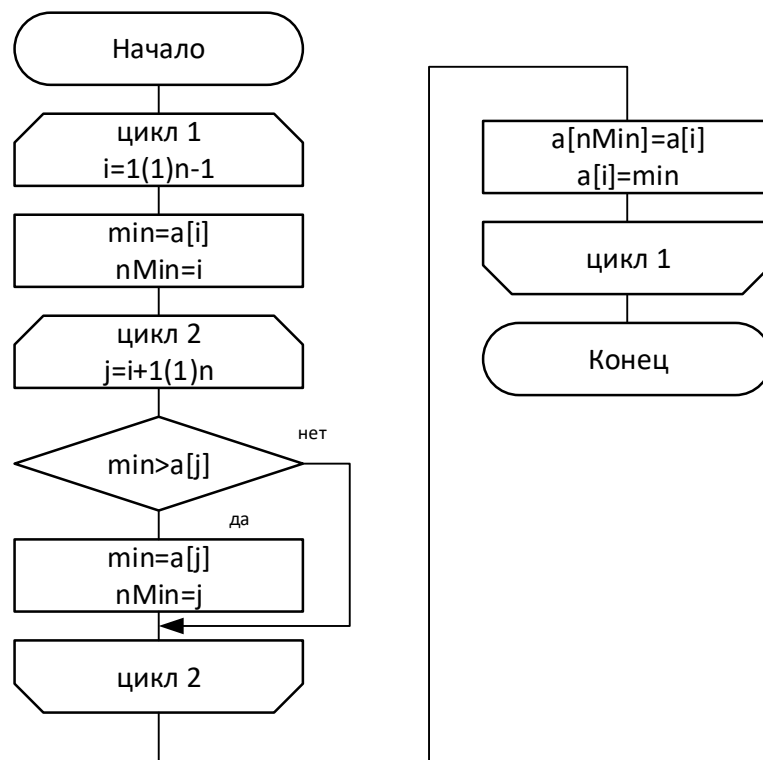 Начало
цикл 1
i=1(1)n-1
min=a[i]
nMin=i
цикл 2
j=i+1(1)n
нет
min>a[j]
да
min=a[j]
nMin=j
цикл 2
a[nMin]=a[i]
a[i]=min
цикл 1
Конец